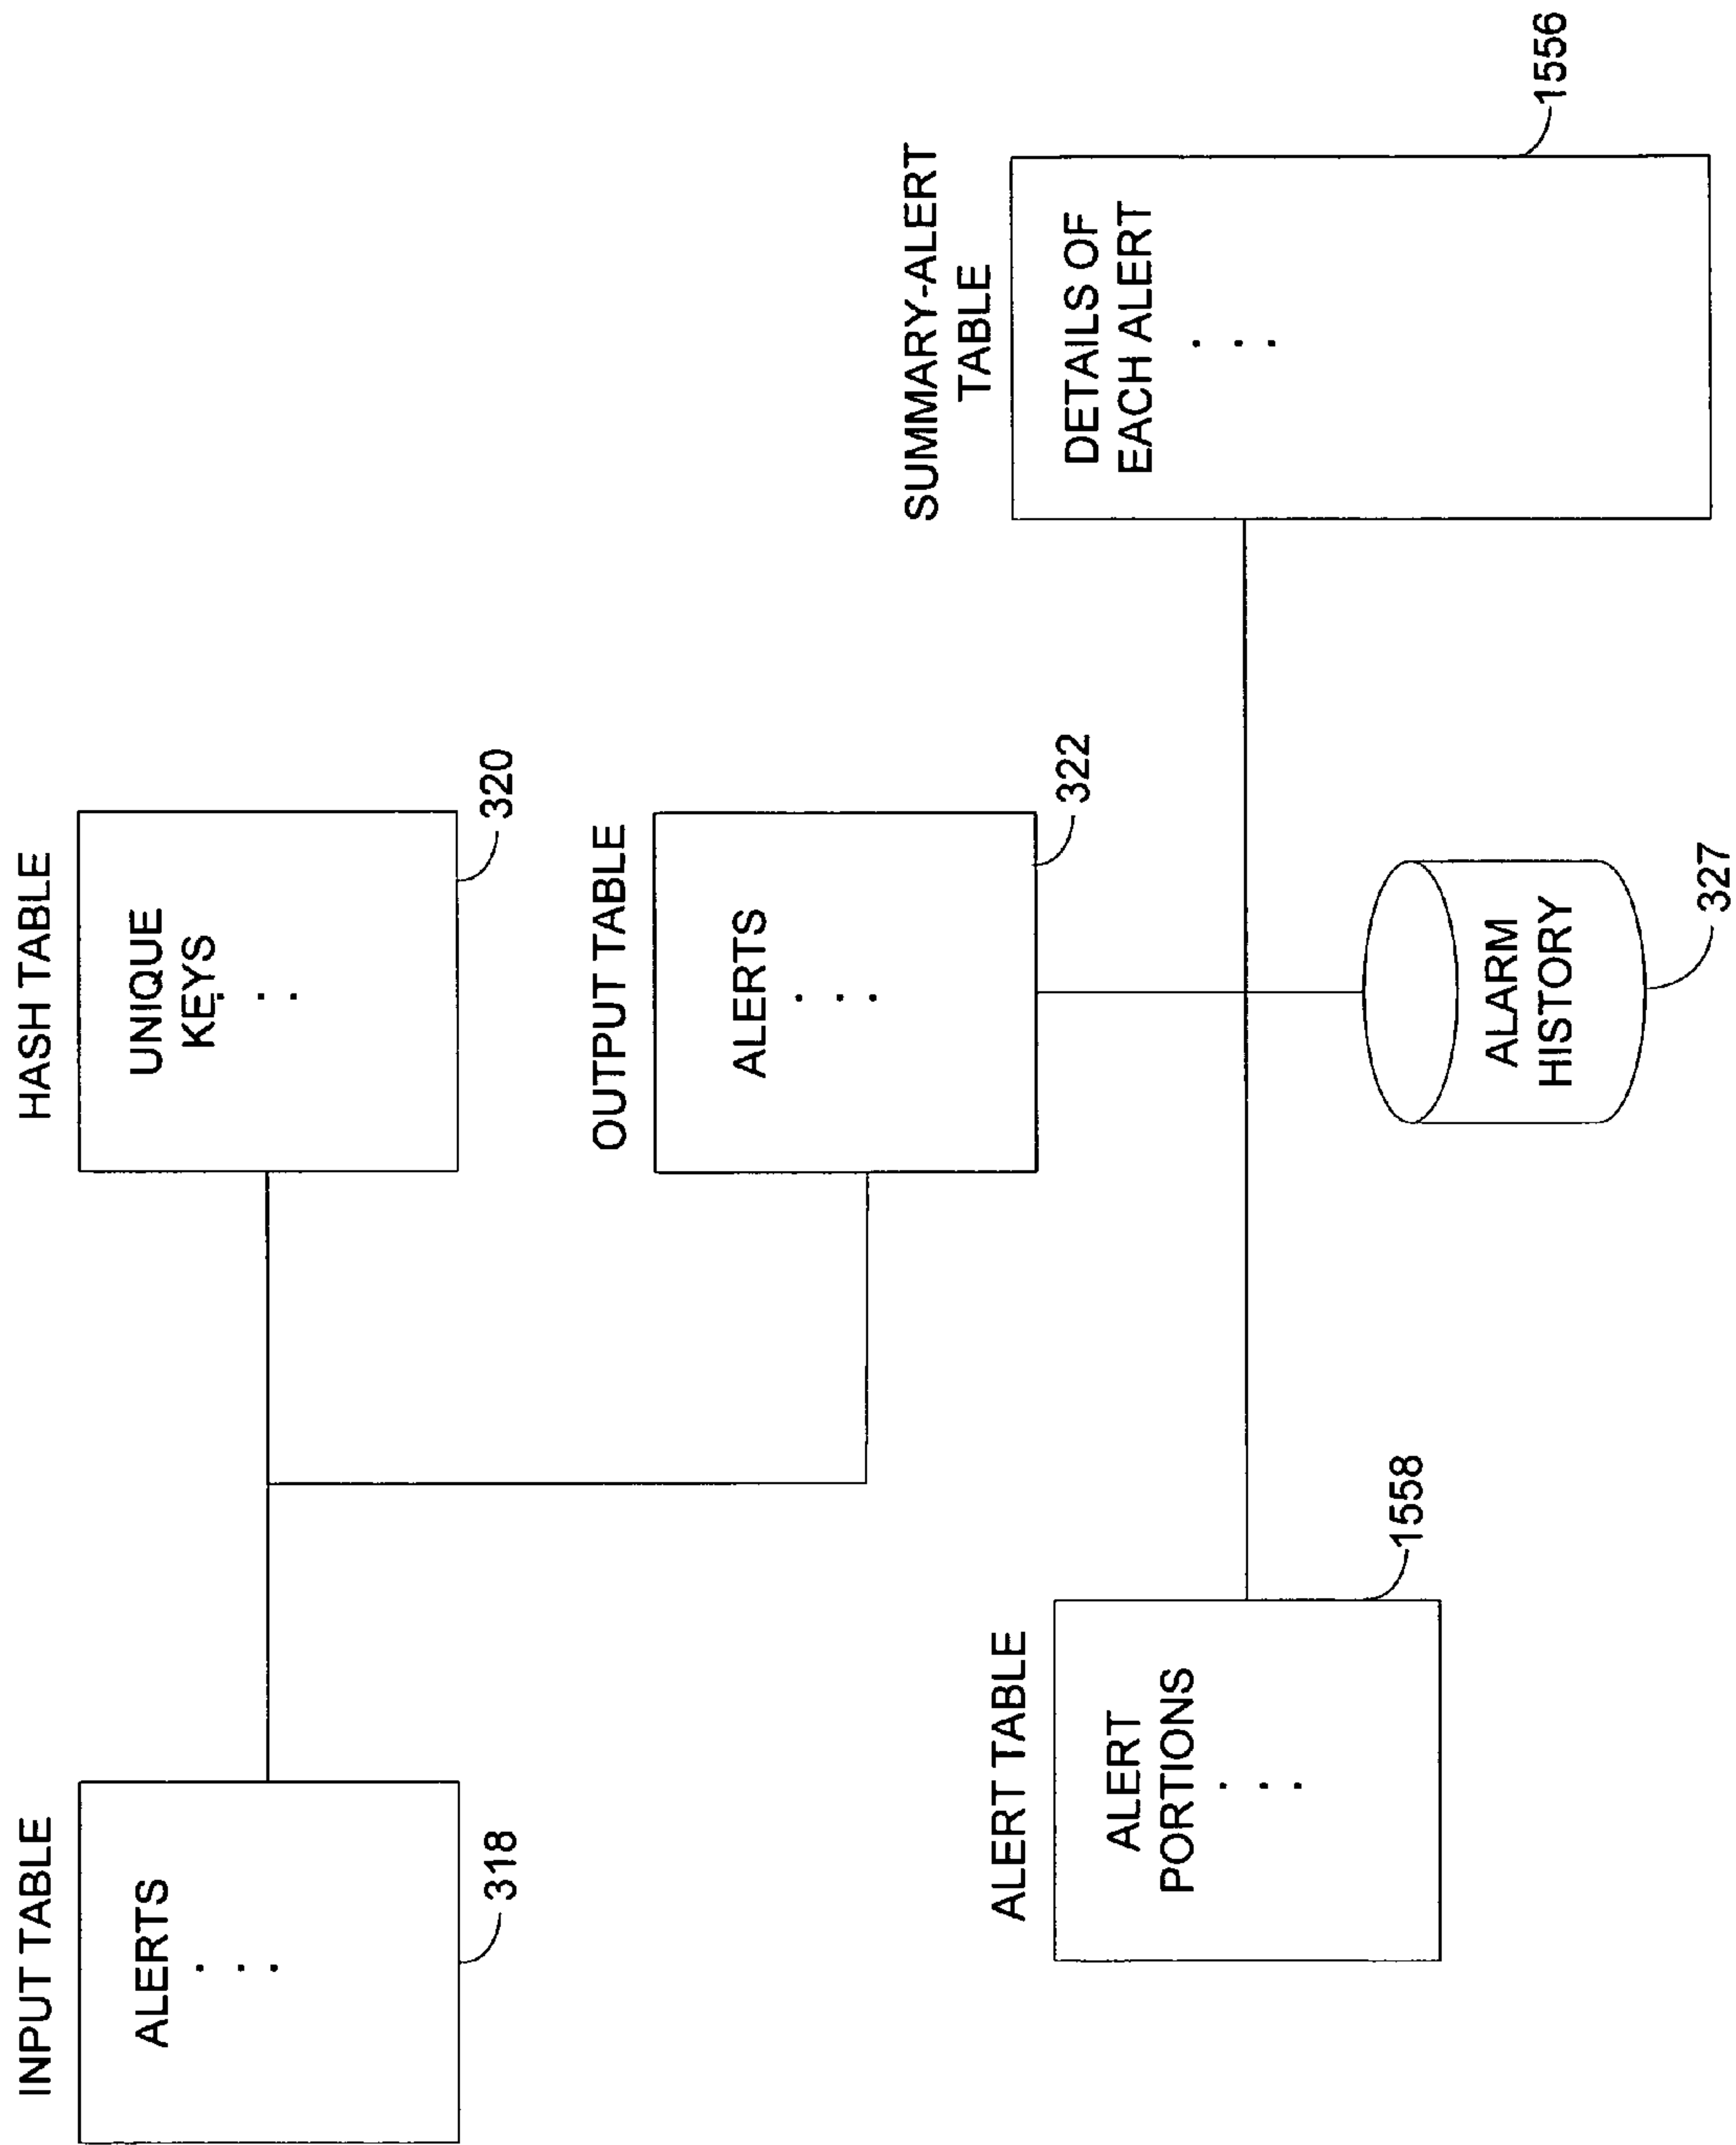 INPUT TABLE
ALERTS
. . .
318
HASH TABLE
UNIQUE
KEYS
. . .
320
OUTPUT TABLE
ALERTS
. . .
322
ALERT TABLE
ALERT
PORTIONS
. . .
1558
ALARM
HISTORY
327
SUMMARY-ALERT
TABLE
DETAILS OF
EACH ALERT
. . .
1556